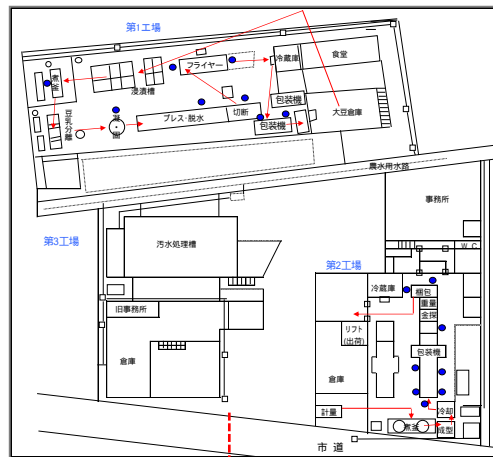 第1工場
フライヤー
冷蔵庫
食堂
煮釜
浸漬槽
包装機
大豆倉庫
豆乳分離
凝固
プレス・脱水
切断
包装機
農水用水路
事務所
第3工場
汚水処理槽
W C
第2工場
冷蔵庫
梱包
重量
金探
旧事務所
リフト
(出荷)
包装機
倉庫
倉庫
計量
冷却
煮釜
成型
市 道